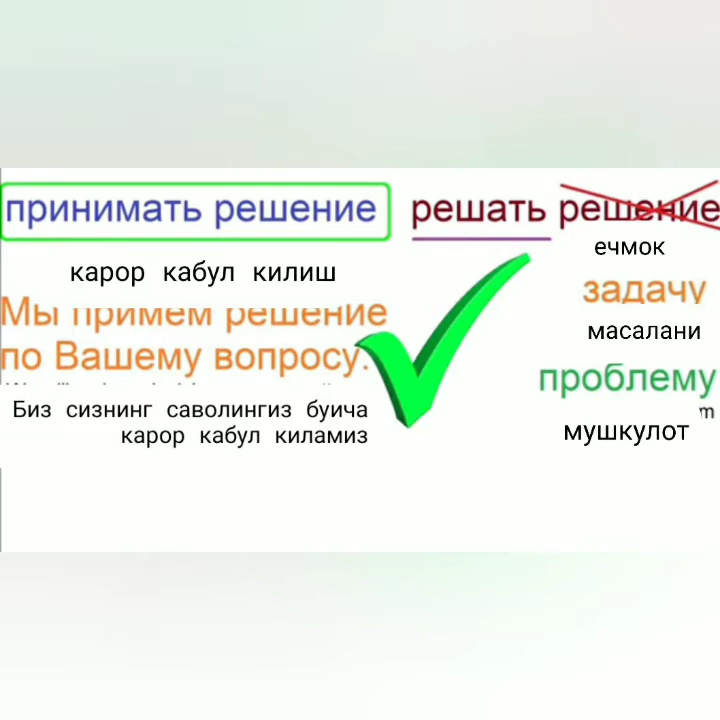 принимать решение
карор кабул килиш
Мы примем решение
по Вашему вопросу.
Биз сизнинг саволингиз буича
карор кабул киламиз
решать решение
ечмок
задачу
масалани
проблему
m
мушкулот